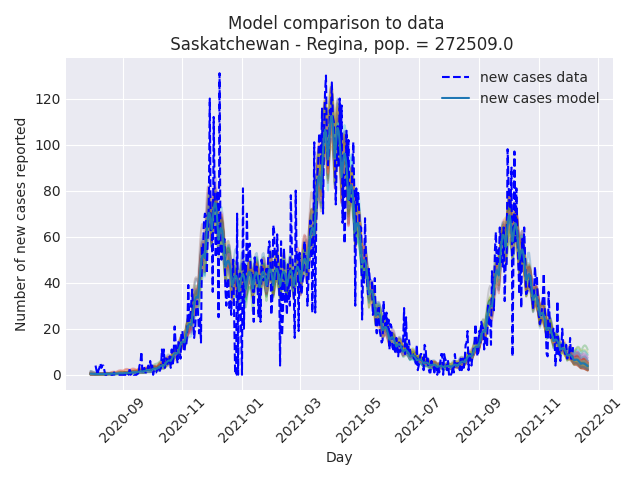 Model comparison to data
Saskatchewan - Regina, pop. = 272509.0
new cases data
new cases model
Number of new cases reported
120
100
80
60
40
20
0
2020-09
2020-11
2021-01
2021-03
2021-05
2021-07
2021-09
2021-11
2022-01
Day